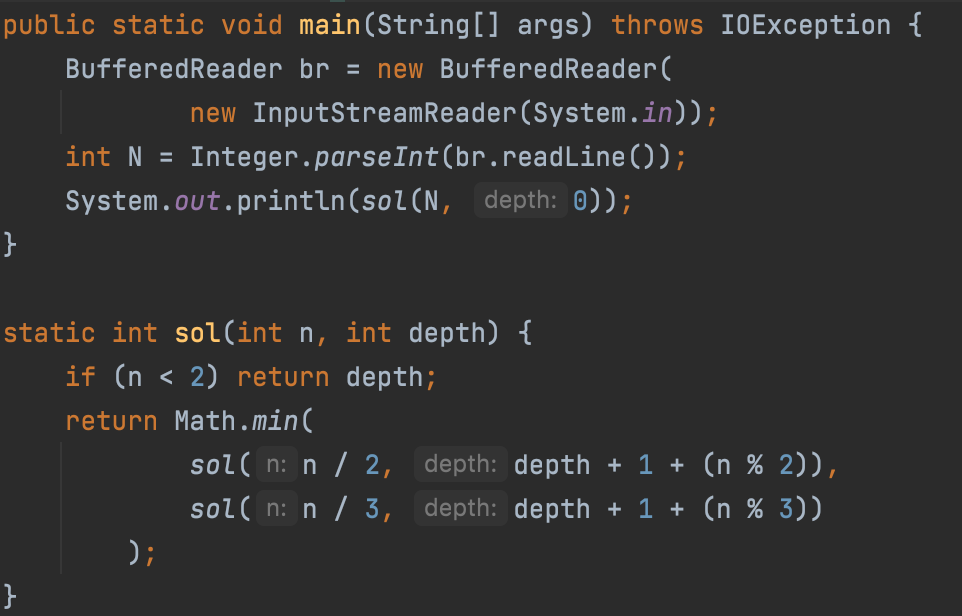 public static void main(String[] args) throws IOException {
    BufferedReader br = new BufferedReader(
            new InputStreamReader(System.in));
    int N = Integer.parseInt(br.readLine());
    System.out.println(sol(N, depth: 0));
}

static int sol(int n, int depth) {
    if (n < 2) return depth;
    return Math.min(
            sol( n: n / 2, depth: depth + 1 + (n % 2)),
            sol( n: n / 3, depth: depth + 1 + (n % 3))
        );
}